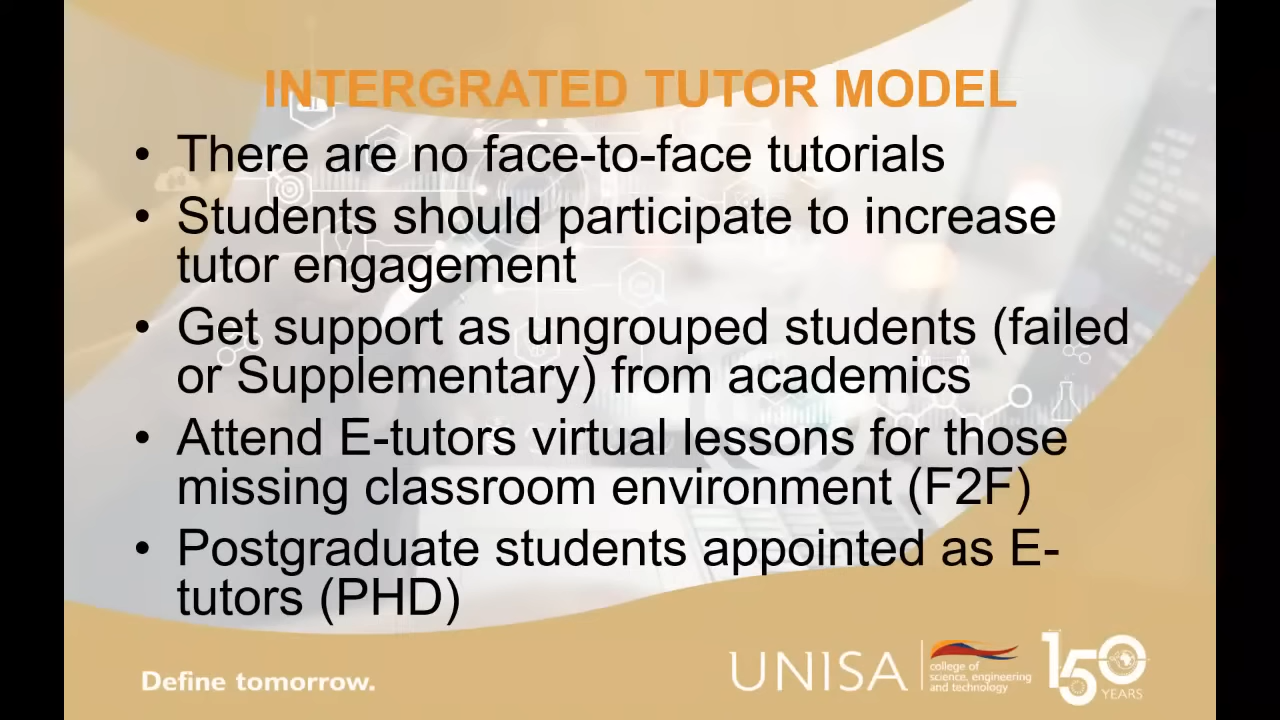 INTERGRATED TUTOR MODEL
• There are no face-to-face tutorials
• Students should participate to increase
tutor engagement
• Get support as ungrouped students (failed
or Supplementary) from academics
• Attend E-tutors virtual lessons for those
missing classroom environment (F2F)
• Postgraduate students appointed as E-
tutors (PHD)
Define tomorrow.
UNISA
college of
science, engineering
and technology
150
YEARS